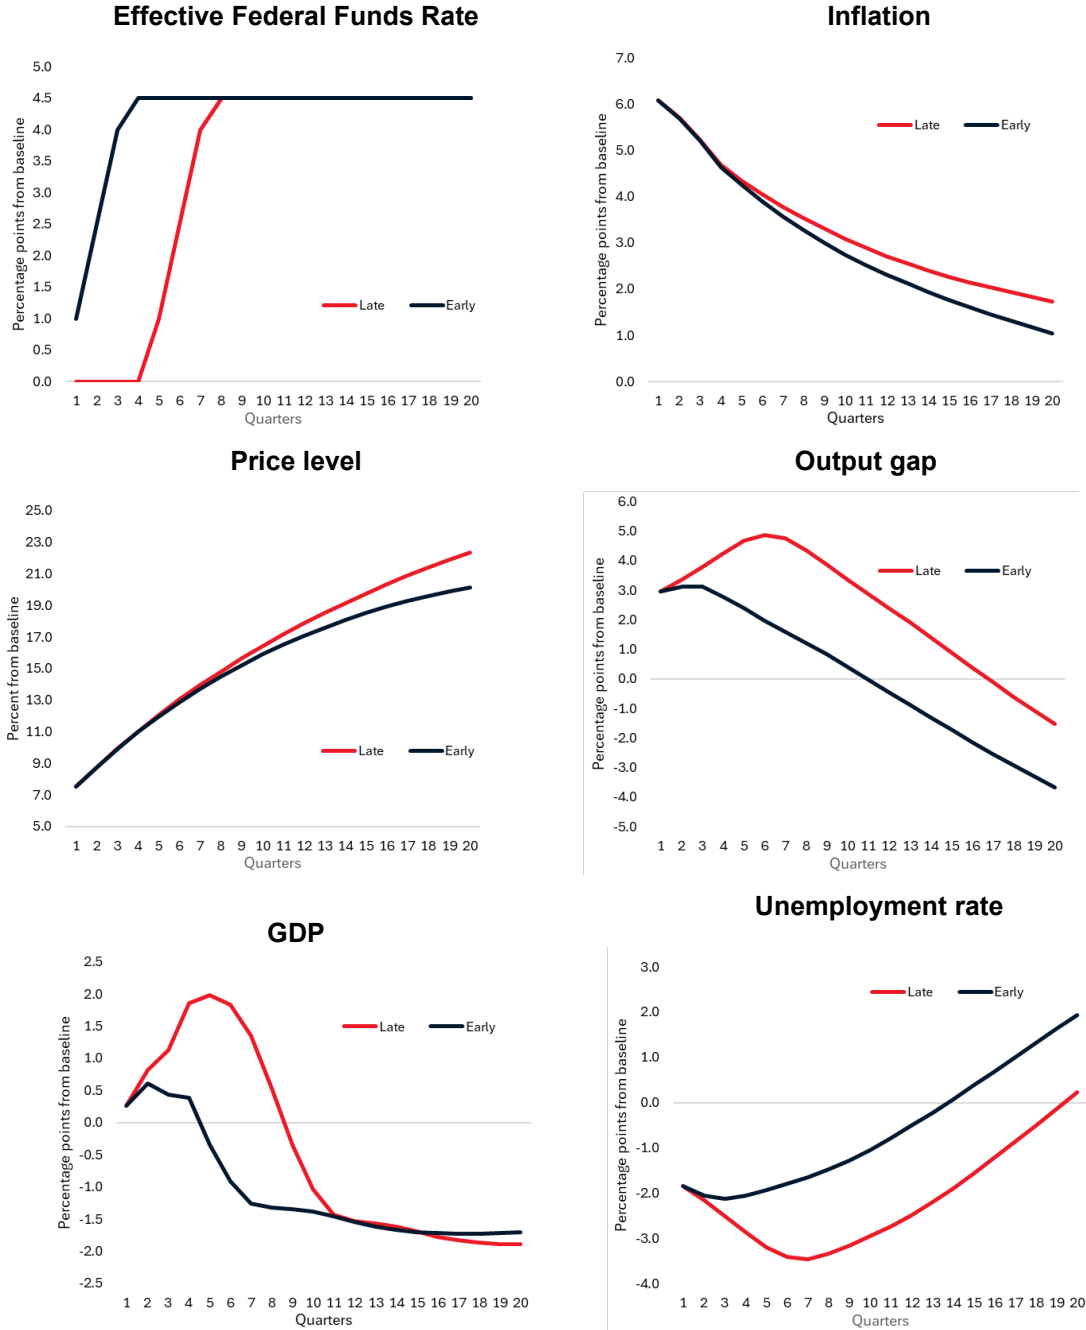 Effective Federal Funds Rate
Percentage points from baseline
5.0
4.5
4.0
3.5
3.0
2.5
2.0
1.5
1.0
0.5
0.0
Late Early
1 2 3 4 5 6 7 8 9 10 11 12 13 14 15 16 17 18 19 20
Quarters
Inflation
Percentage points from baseline
7.0
6.0
5.0
4.0
3.0
2.0
1.0
0.0
Late Early
1 2 3 4 5 6 7 8 9 10 11 12 13 14 15 16 17 18 19 20
Quarters
Price level
Percent from baseline
25.0
23.0
21.0
19.0
17.0
15.0
13.0
11.0
9.0
7.0
5.0
Late Early
1 2 3 4 5 6 7 8 9 10 11 12 13 14 15 16 17 18 19 20
Quarters
Output gap
Percentage points from baseline
6.0
5.0
4.0
3.0
2.0
1.0
0.0
-1.0
-2.0
-3.0
-4.0
-5.0
Late Early
1 2 3 4 5 6 7 8 9 10 11 12 13 14 15 16 17 18 19 20
Quarters
GDP
Percentage points from baseline
2.5
2.0
1.5
1.0
0.5
0.0
-0.5
-1.0
-1.5
-2.0
-2.5
Late Early
1 2 3 4 5 6 7 8 9 10 11 12 13 14 15 16 17 18 19 20
Quarters
Unemployment rate
Percentage points from baseline
3.0
2.0
1.0
0.0
-1.0
-2.0
-3.0
-4.0
Late Early
1 2 3 4 5 6 7 8 9 10 11 12 13 14 15 16 17 18 19 20
Quarters